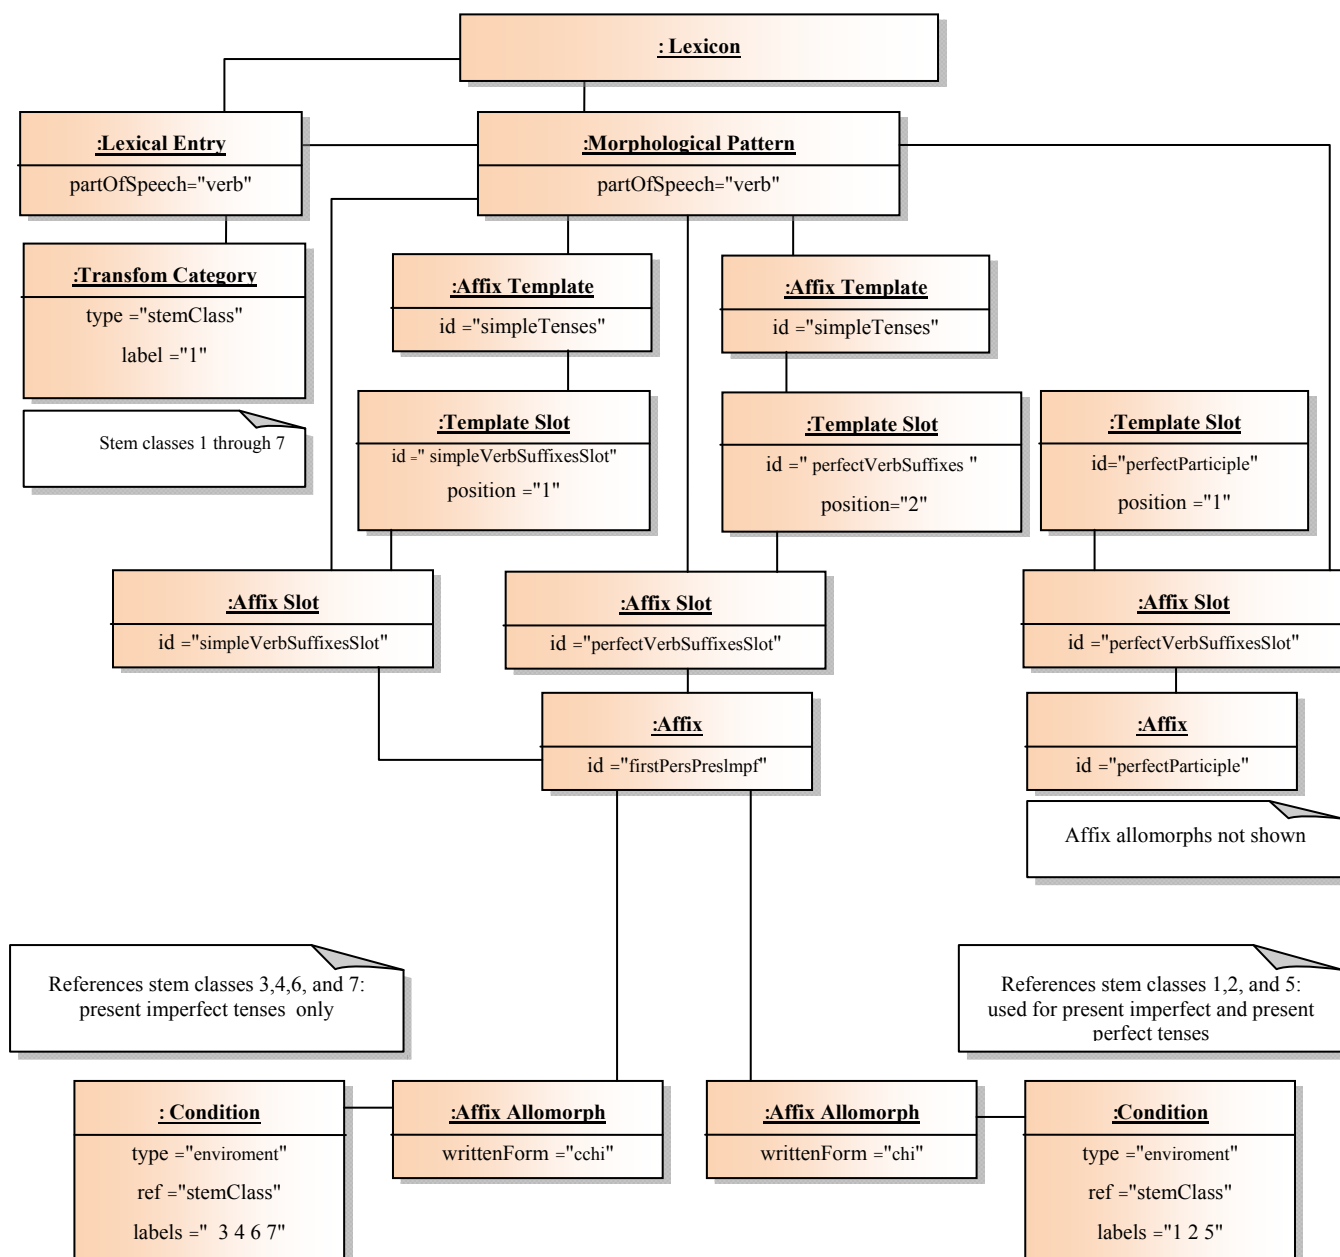 : Lexicon
:Lexical Entry
partOfSpeech="verb"
:Morphological Pattern
partOfSpeech="verb"
:Transfom Category
type ="stemClass"
label ="1"
:Affix Template
id ="simpleTenses"
:Affix Template
id ="simpleTenses"
Stem classes 1 through 7
:Template Slot
id =" simpleVerbSuffixesSlot"
position ="1"
:Template Slot
id =" perfectVerbSuffixes "
position="2"
:Template Slot
id="perfectParticiple"
position ="1"
:Affix Slot
id ="simpleVerbSuffixesSlot"
:Affix Slot
id ="perfectVerbSuffixesSlot"
:Affix Slot
id ="perfectVerbSuffixesSlot"
:Affix
id ="firstPersPresImpf"
:Affix
id ="perfectParticiple"
Affix allomorphs not shown
References stem classes 3,4,6, and 7:
present imperfect tenses  only
References stem classes 1,2, and 5:
used for present imperfect and present
perfect tenses
: Condition
type ="enviroment"
ref ="stemClass"
labels ="  3 4 6 7"
:Affix Allomorph
writtenForm ="cchi"
:Affix Allomorph
writtenForm ="chi"
:Condition
type ="enviroment"
ref ="stemClass"
labels ="1 2 5"